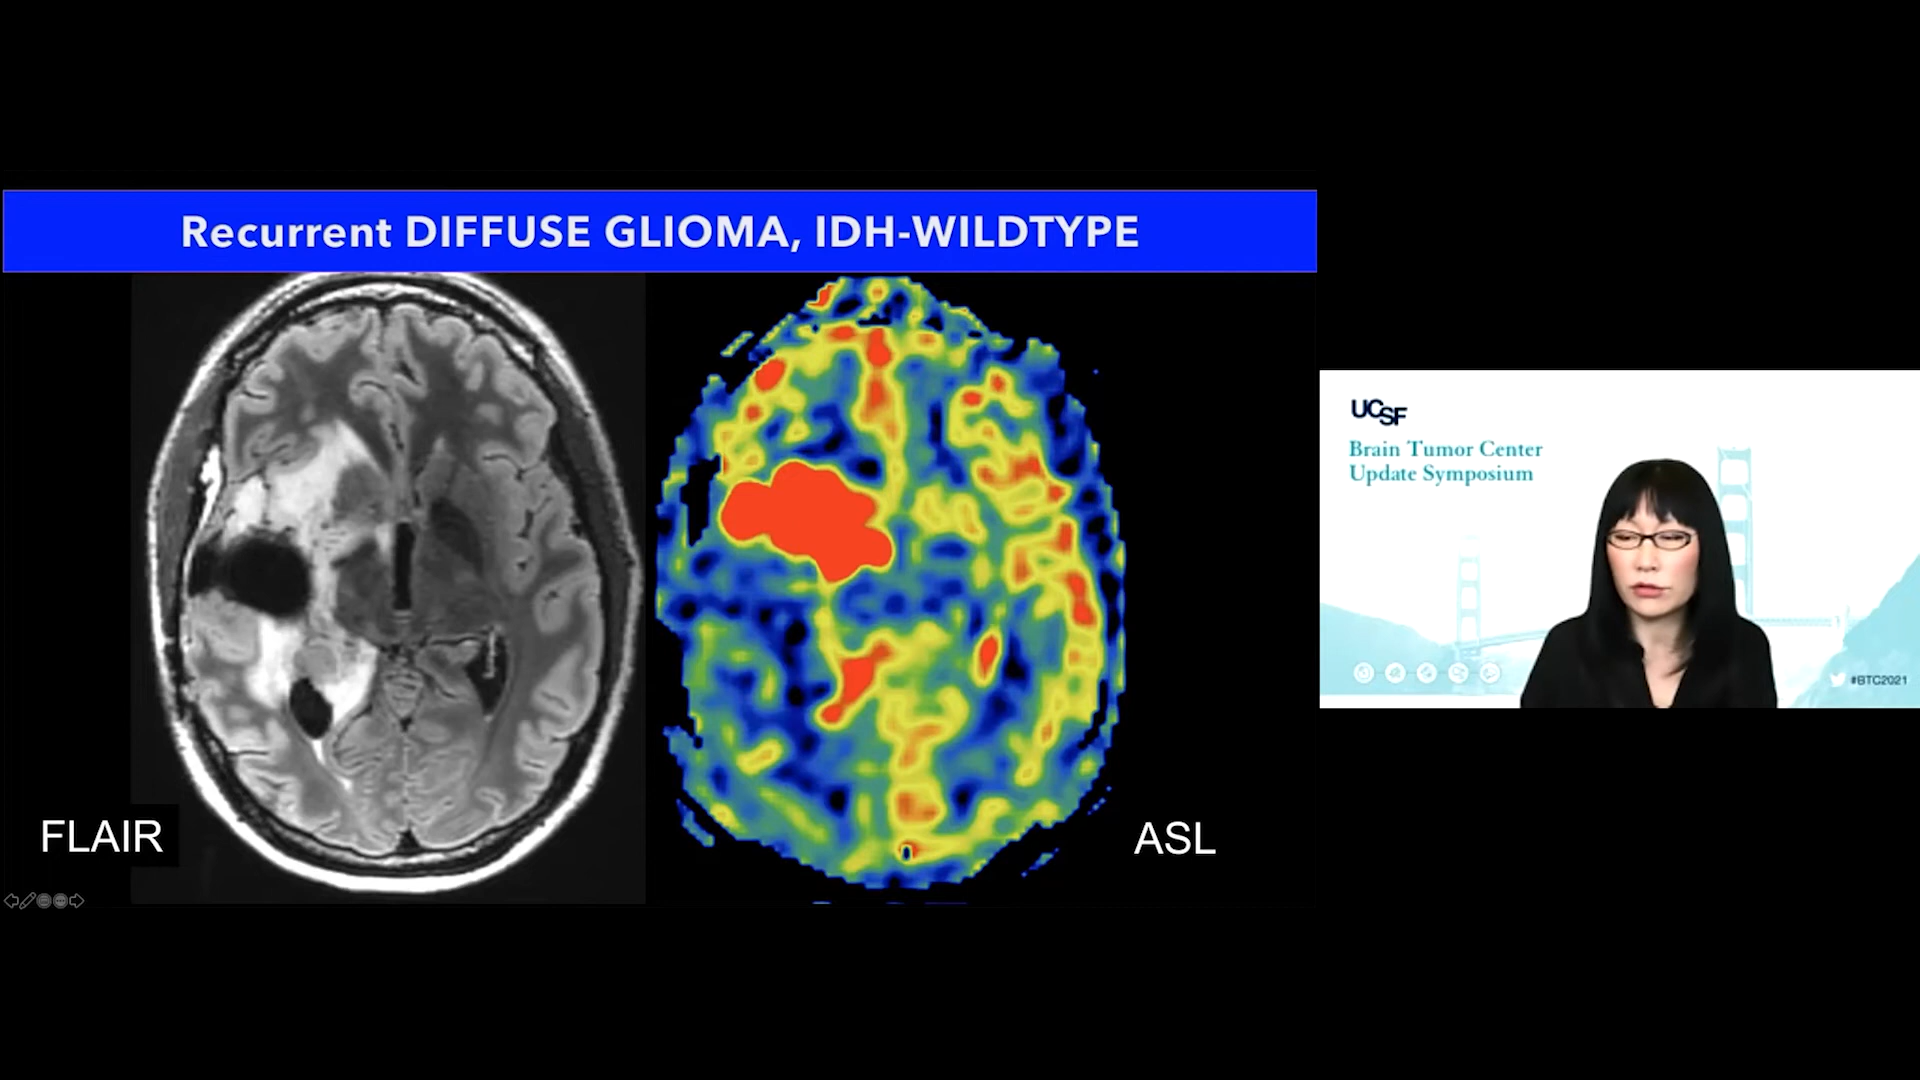 Recurrent DIFFUSE GLIOMA, IDH-WILDTYPE
FLAIR
ASL
UCSF
Brain Tumor Center
Update Symposium
#BTC2021